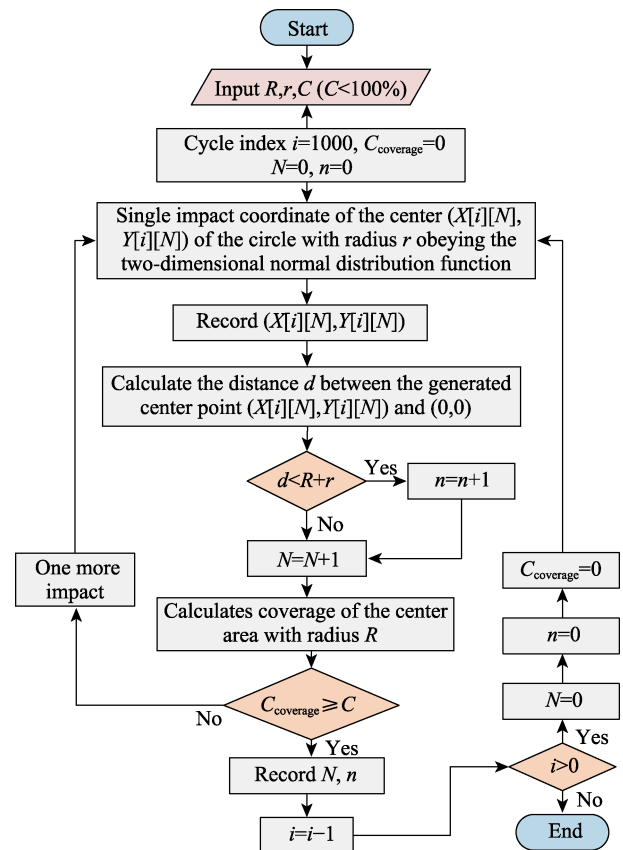 Start
Input R,r,C (C<100%)
Cycle index i=1000, Ccoverage=0
N=0, n=0
Single impact coordinate of the center (X[i][N],
Y[i][N]) of the circle with radius r obeying the
two-dimensional normal distribution function
Record (X[i][N],Y[i][N])
Calculate the distance d between the generated
center point (X[i][N],Y[i][N]) and (0,0)
d<R+r
Yes
n=n+1
No
N=N+1
One more
impact
Calculates coverage of the center
area with radius R
Ccoverage⩾C
No
Yes
Record N, n
i=i−1
i>0
Yes
N=0
n=0
Ccoverage=0
No
End